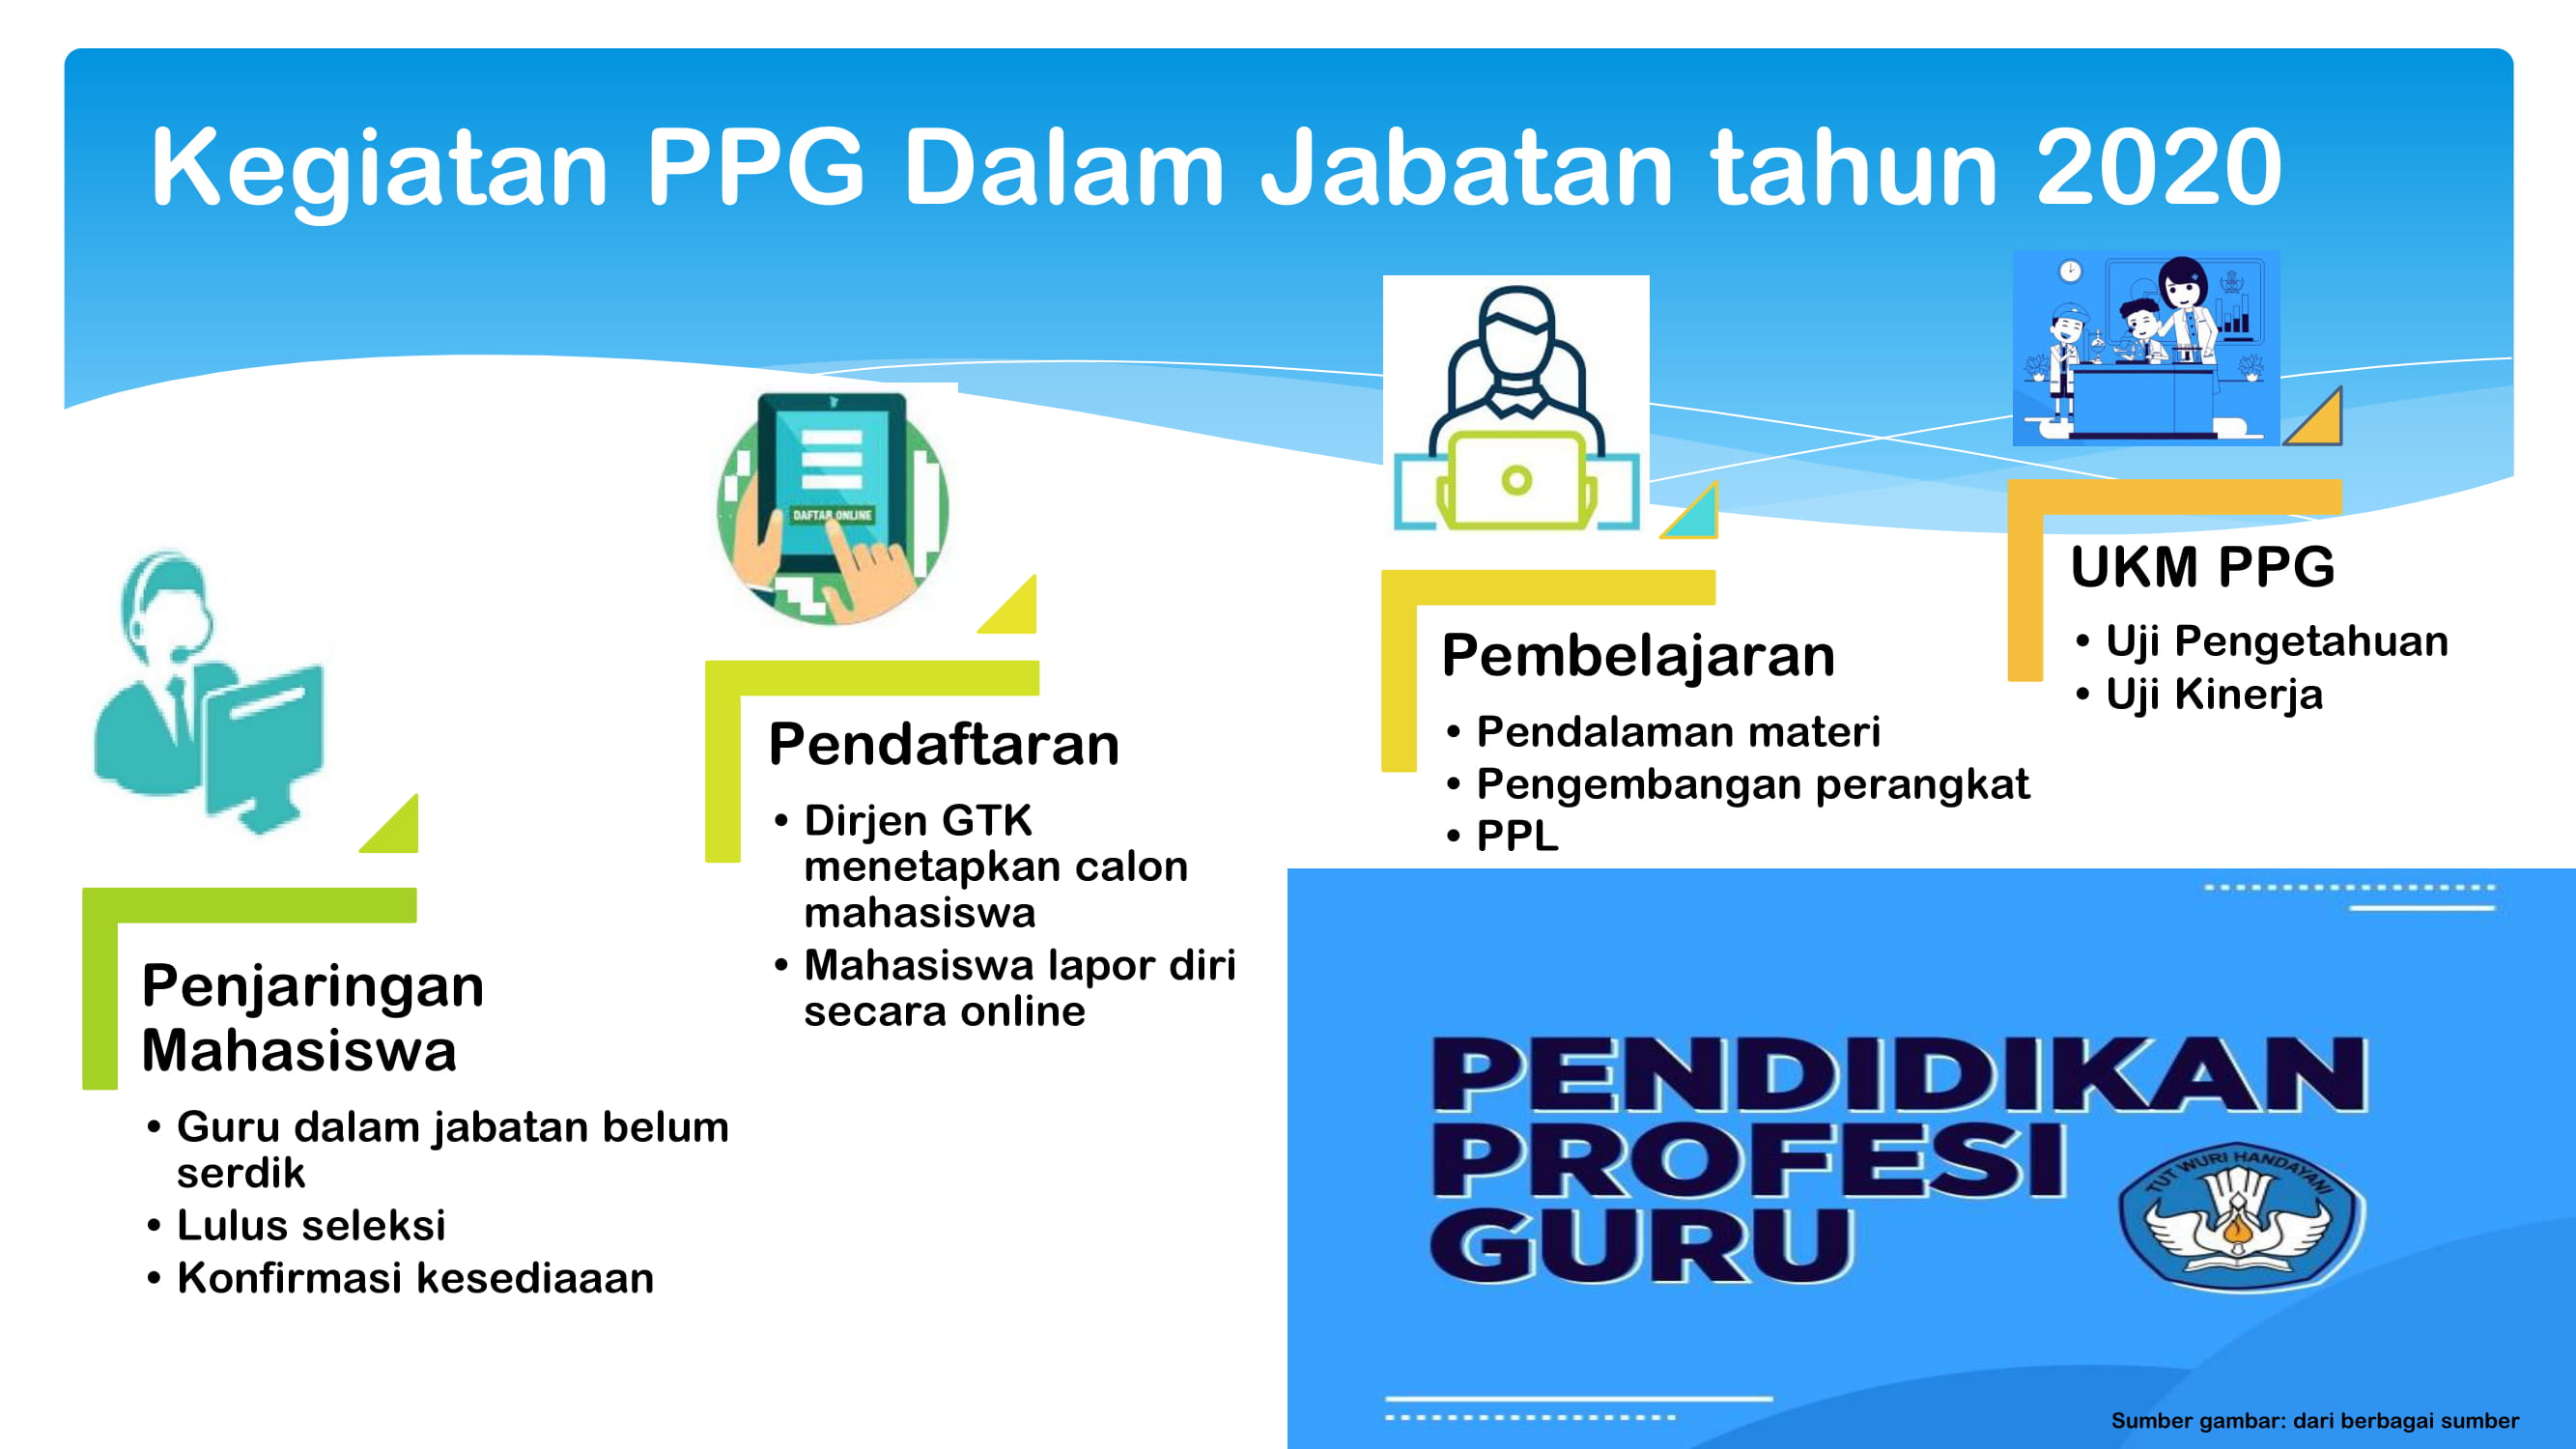 Kegiatan PPG Dalam Jabatan tahun 2020
DAFTAR ONLINE
Penjaringan
Mahasiswa
• Guru dalam jabatan belum
serdik
• Lulus seleksi
• Konfirmasi kesediaaan
Pendaftaran
• Dirjen GTK
menetapkan calon
mahasiswa
• Mahasiswa lapor diri
secara online
Pembelajaran
• Pendalaman materi
• Pengembangan perangkat
• PPL
UKM PPG
• Uji Pengetahuan
• Uji Kinerja
PENDIDIKAN
PROFESI
GURU
TUT WURI HANDAYANI
Sumber gambar: dari berbagai sumber